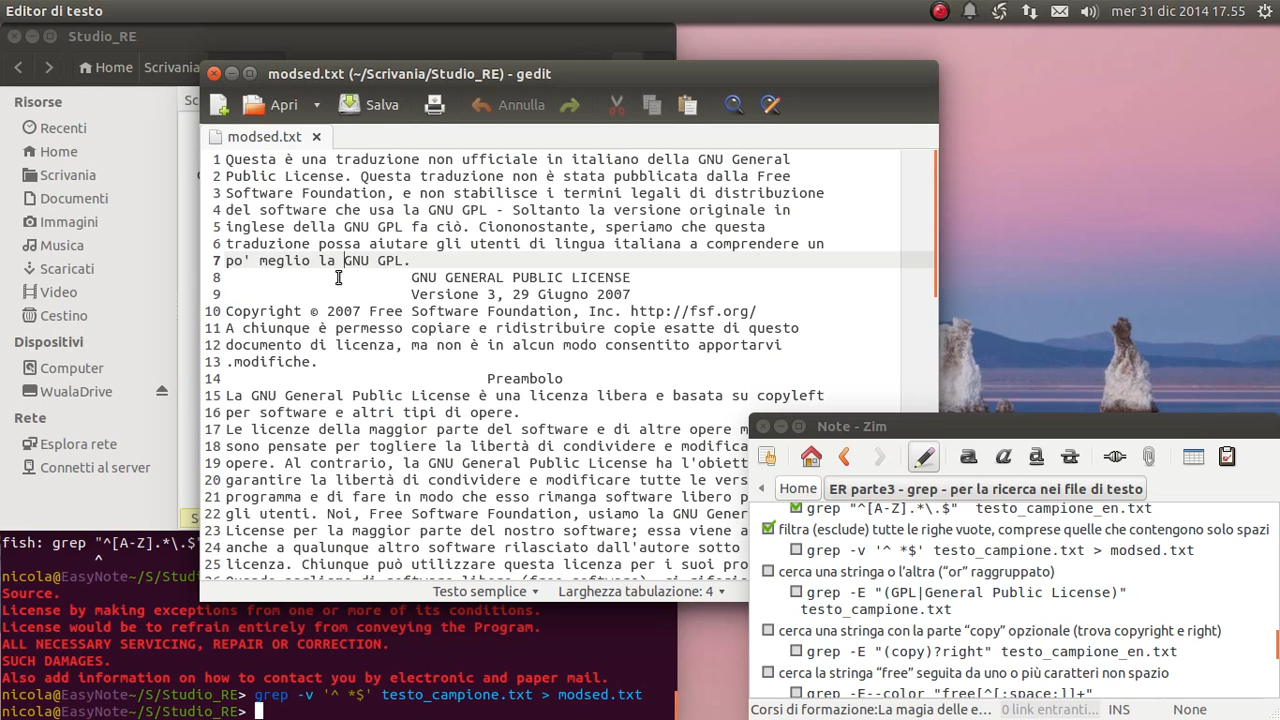 Editor di testo
mer 31 dic 2014 17.55
Studio_RE
Home
Scrivania
modsed.txt (~/Scrivania/Studio_RE) - gedit
Apri
Salva
Annulla
modsed.txt
Risorse
Recenti
Home
Scrivania
Documenti
Immagini
Musica
Scaricati
Video
Cestino
Dispositivi
Computer
WualaDrive
Rete
Esplora rete
Connetti al server
1 Questa è una traduzione non ufficiale in italiano della GNU General
2 Public License. Questa traduzione non è stata pubblicata dalla Free
3 Software Foundation, e non stabilisce i termini legali di distribuzione
4 del software che usa la GNU GPL - Soltanto la versione originale in
5 inglese della GNU GPL fa ciò. Ciononostante, speriamo che questa
6 traduzione possa aiutare gli utenti di lingua italiana a comprendere un
7 po' meglio la GNU GPL.
8 GNU GENERAL PUBLIC LICENSE
9 Versione 3, 29 Giugno 2007
10 Copyright © 2007 Free Software Foundation, Inc. http://fsf.org/
11 A chiunque è permesso copiare e ridistribuire copie esatte di questo
12 documento di licenza, ma non è in alcun modo consentito apportarvi
13 .modifiche.
14 Preambolo
15 La GNU General Public License è una licenza libera e basata su copyleft
16 per software e altri tipi di opere.
17 Le licenze della maggior parte del software e di altre opere
18 sono pensate per togliere la libertà di condividere e
19 opere. Al contrario, la GNU General Public License ha
20 garantire la libertà di condividere e modificare tutte le
21 programma e di fare in modo che esso rimanga software libero
22 gli utenti. Noi, Free Software Foundation, usiamo la GNU
23 License per la maggior parte del nostro software; essa viene
24 anche a qualunque altro software rilasciato dall'autore sotto
25 licenza. Chiunque può utilizzare questa licenza per i suoi
Testo semplice
Larghezza tabulazione: 4
Note - Zim
Home
ER parte3 - grep - per la ricerca nei file di testo
grep "^[A-Z].*\.$" testo_campione_en.txt
filtra (esclude) tutte le righe vuote, comprese quelle che contengono solo spazi
grep -v '^ *$' testo_campione.txt > modsed.txt
cerca una stringa o l'altra (“or” raggruppato)
grep -E "(GPL|General Public License)"
testo_campione.txt
cerca una stringa con la parte “copy” opzionale (trova copyright e right)
grep -E "(copy)?right" testo_campione_en.txt
cerca la stringa “free” seguita da uno o più caratteri non spazio
grep -E--color "free[^[:space:]]+"
Corsi di formazione:La magia delle e...
0 link entranti...
INS
None
fish: grep "^[A-Z].*\.$"
^
nicola@EasyNote ~/S/Studio_RE>
Source.
License by making exceptions from one or more of its conditions.
License would be to refrain entirely from conveying the Program.
ALL NECESSARY SERVICING, REPAIR OR CORRECTION.
SUCH DAMAGES.
Also add information on how to contact you by electronic and paper mail.
nicola@EasyNote ~/S/Studio_RE> grep -v '^ *$' testo_campione.txt > modsed.txt
nicola@EasyNote ~/S/Studio_RE>